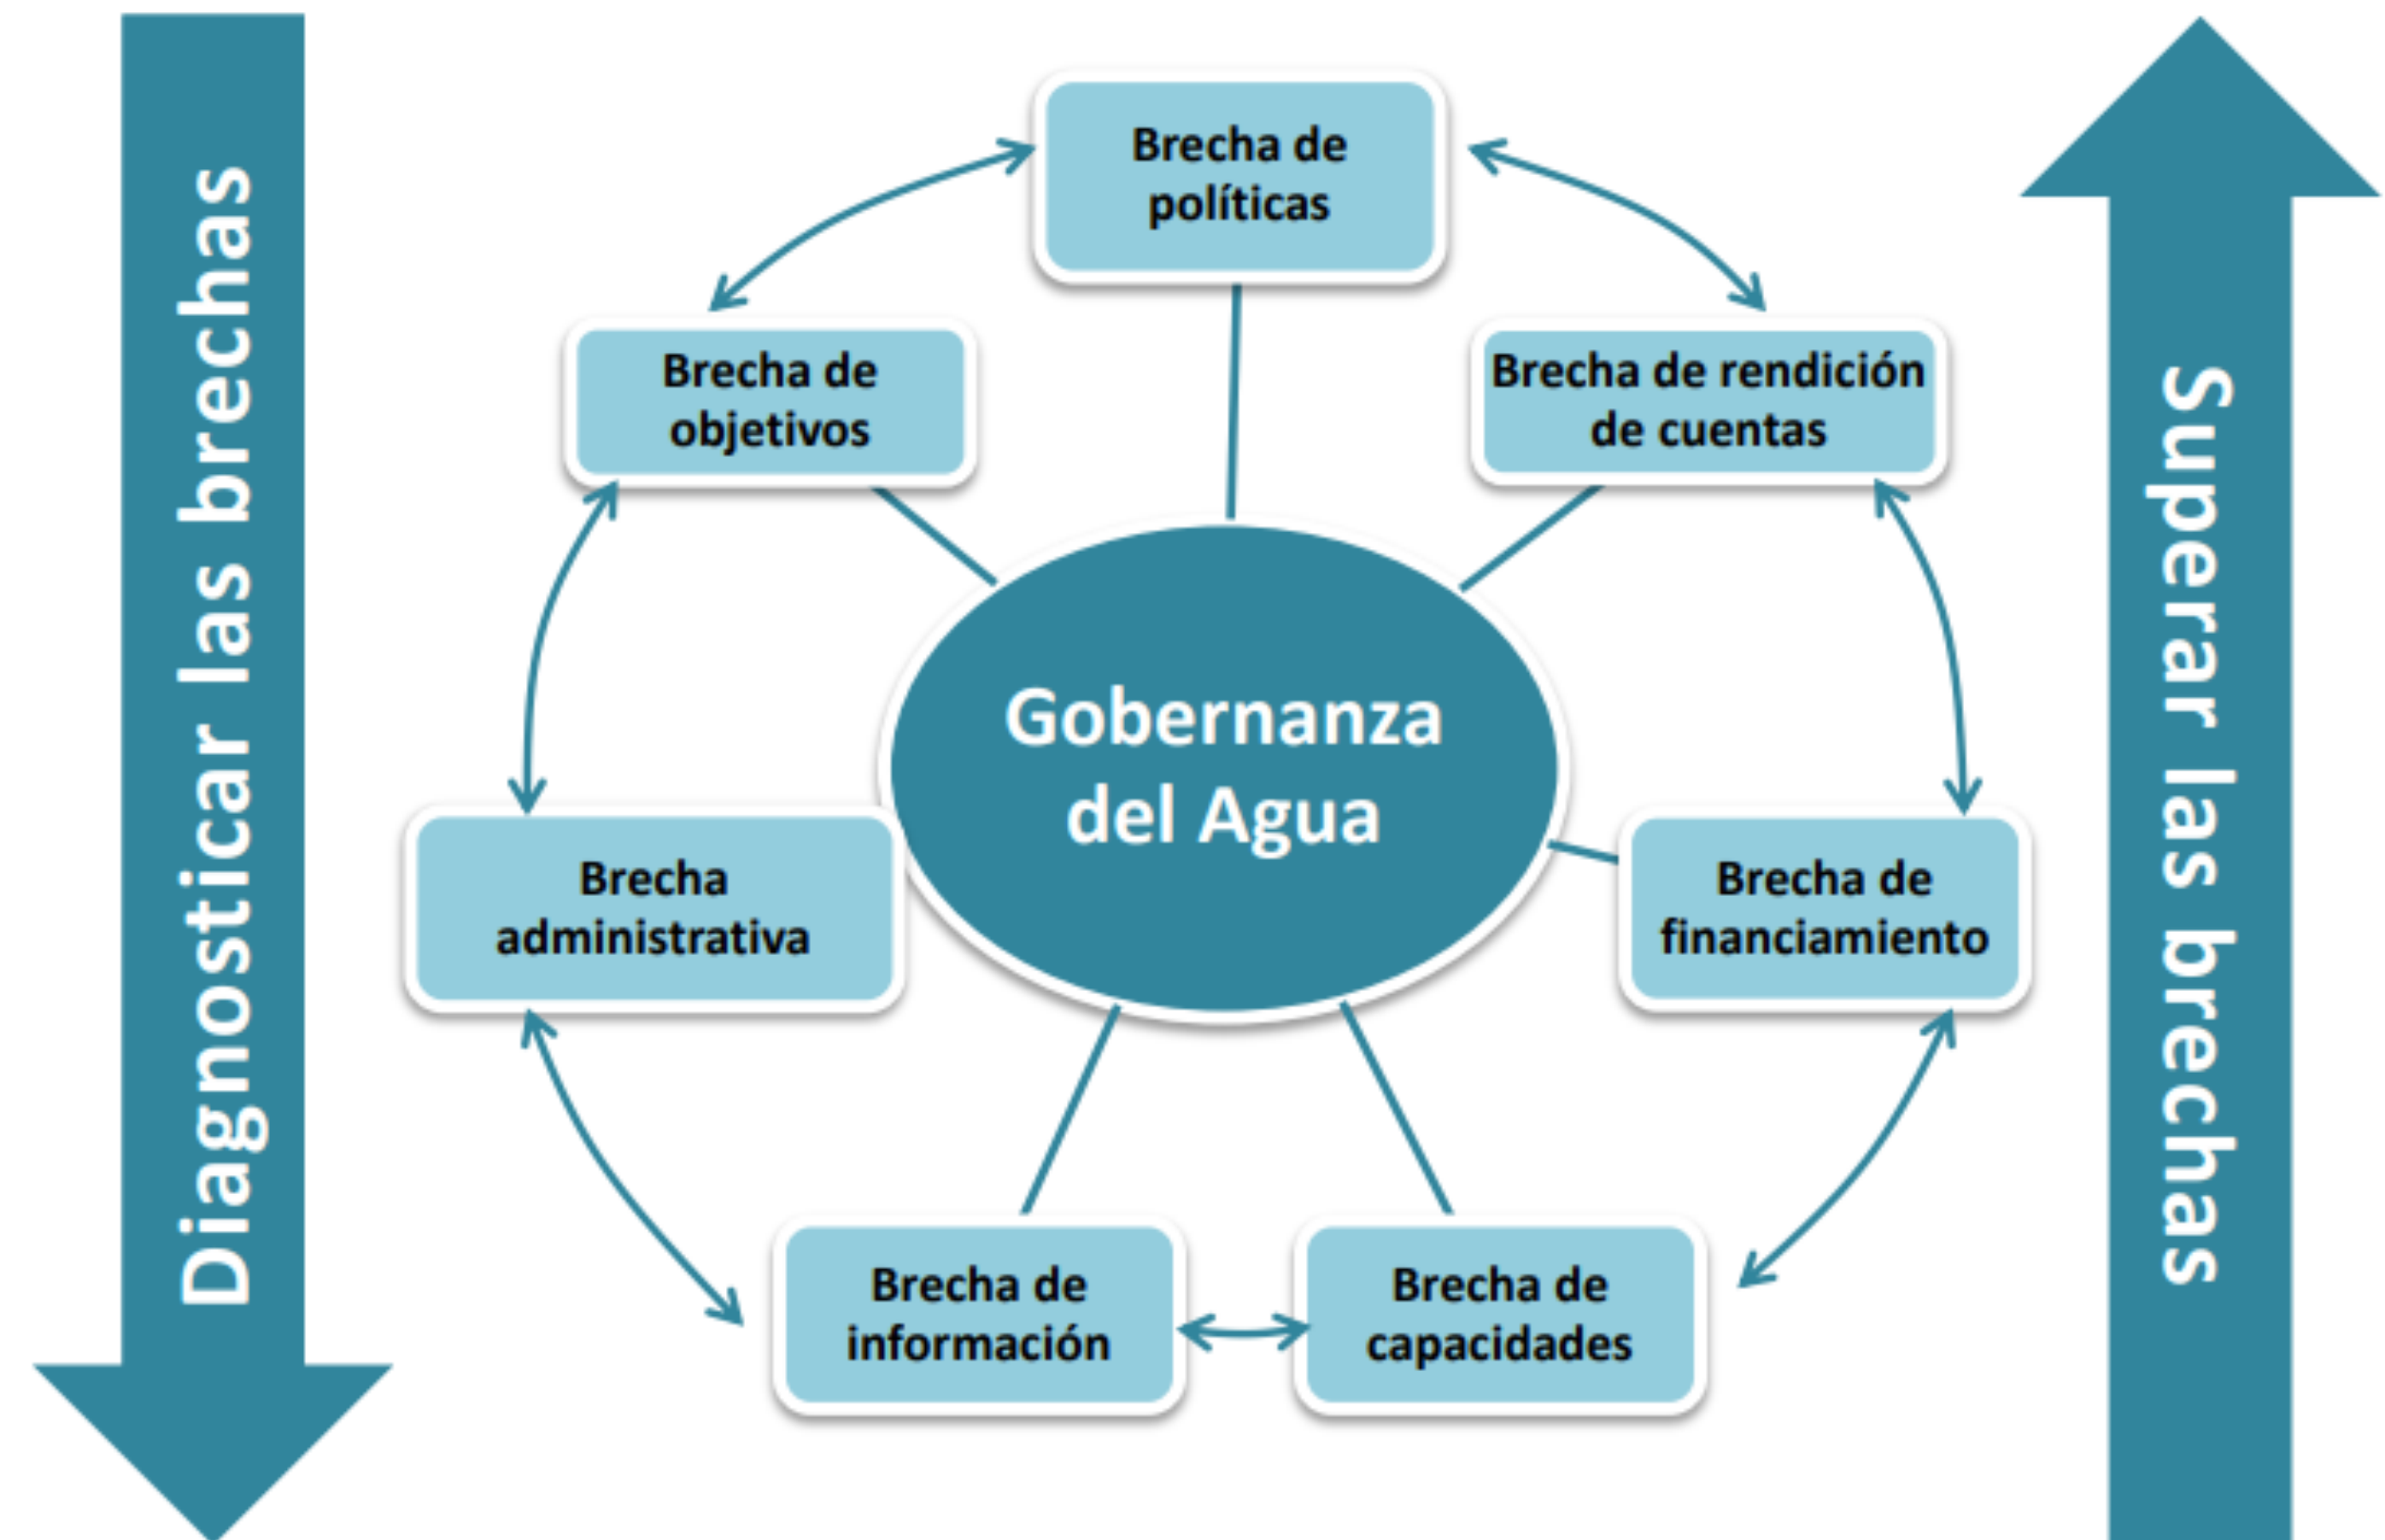 Diagnosticar las brechas
Brecha de
políticas
Brecha de
objetivos
Brecha de rendición
de cuentas
Gobernanza
del Agua
Brecha
administrativa
Brecha de
financiamiento
Brecha de
información
Brecha de
capacidades
Superar las brechas